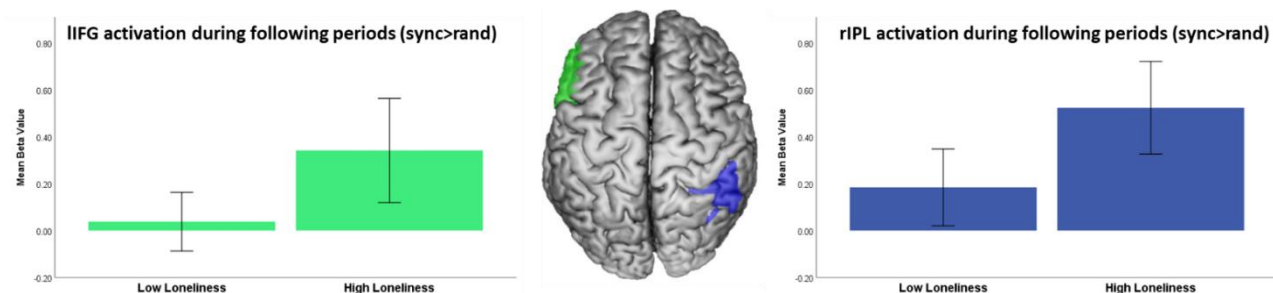 lIFG activation during following periods (sync>rand)
0.80
0.60
0.40
0.20
0.00
-0.20
Mean Beta Value
Low Loneliness High Loneliness
rIPL activation during following periods (sync>rand)
0.80
0.60
0.40
0.20
0.00
-0.20
Mean Beta Value
Low Loneliness High Loneliness